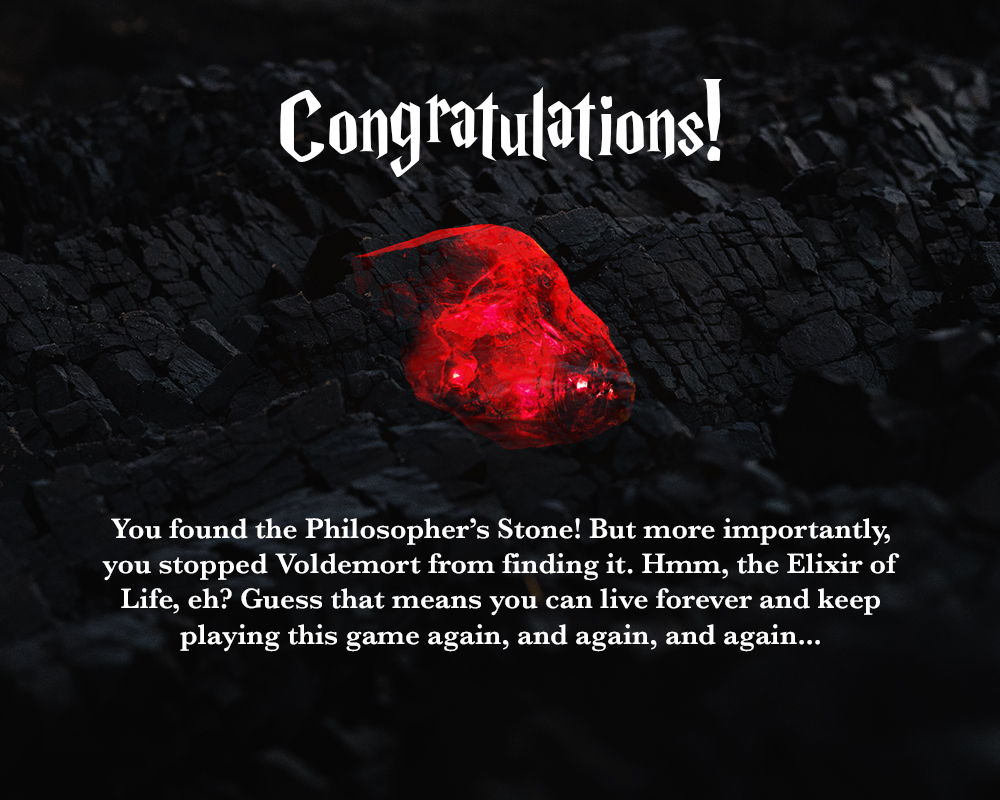 Congratulations!
You found the Philosopher’s Stone! But more importantly,
you stopped Voldemort from finding it. Hmm, the Elixir of
Life, eh? Guess that means you can live forever and keep
playing this game again, and again, and again...